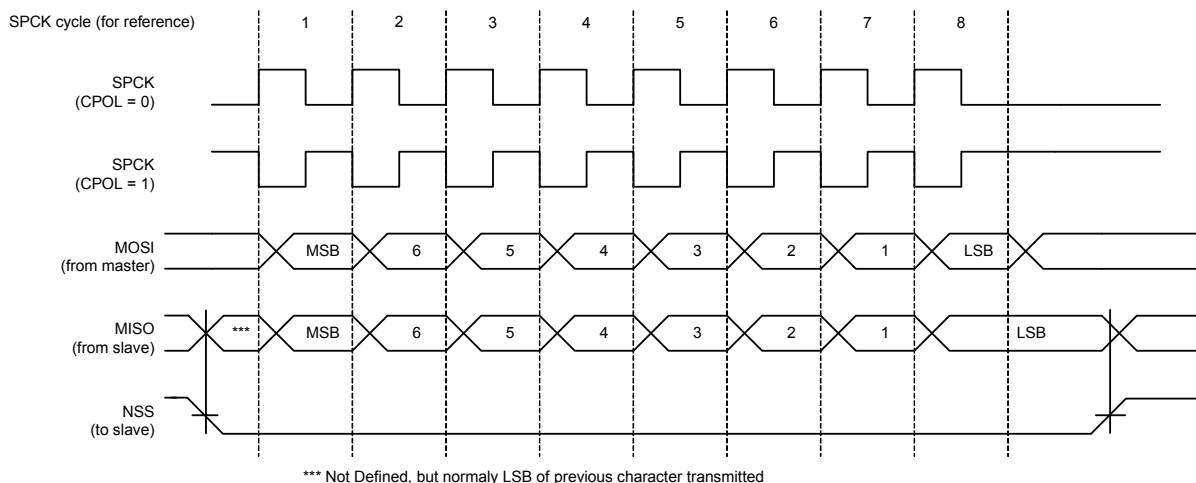 SPCK cycle (for reference) 1 2 3 4 5 6 7 8
SPCK
(CPOL = 0)
SPCK
(CPOL = 1)
MOSI
(from master)
MSB 6 5 4 3 2 1 LSB
MISO
(from slave)
*** MSB 6 5 4 3 2 1 LSB
NSS
(to slave)
*** Not Defined, but normaly LSB of previous character transmitted